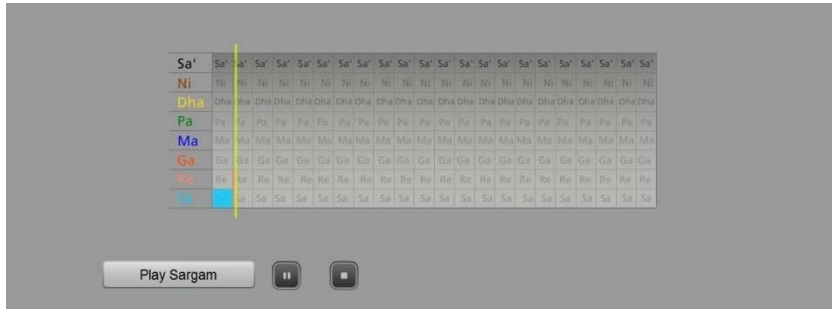 Sa' Sa' Sa' Sa' Sa' Sa' Sa' Sa' Sa' Sa' Sa' Sa' Sa' Sa' Sa' Sa' Sa' Sa' Sa' Sa' Sa' Sa' Sa'
Ni Ni Ni Ni Ni Ni Ni Ni Ni Ni Ni Ni Ni Ni Ni Ni Ni Ni Ni Ni Ni Ni Ni
Dha Dha Dha Dha Dha Dha Dha Dha Dha Dha Dha Dha Dha Dha Dha Dha Dha Dha Dha Dha Dha Dha Dha
Pa Pa Pa Pa Pa Pa Pa Pa Pa Pa Pa Pa Pa Pa Pa Pa Pa Pa Pa Pa Pa Pa Pa
Ma Ma Ma Ma Ma Ma Ma Ma Ma Ma Ma Ma Ma Ma Ma Ma Ma Ma Ma Ma Ma Ma Ma
Ga Ga Ga Ga Ga Ga Ga Ga Ga Ga Ga Ga Ga Ga Ga Ga Ga Ga Ga Ga Ga Ga Ga
Re Re Re Re Re Re Re Re Re Re Re Re Re Re Re Re Re Re Re Re Re Re Re
Sa Sa Sa Sa Sa Sa Sa Sa Sa Sa Sa Sa Sa Sa Sa Sa Sa Sa Sa Sa Sa Sa Sa
Play Sargam